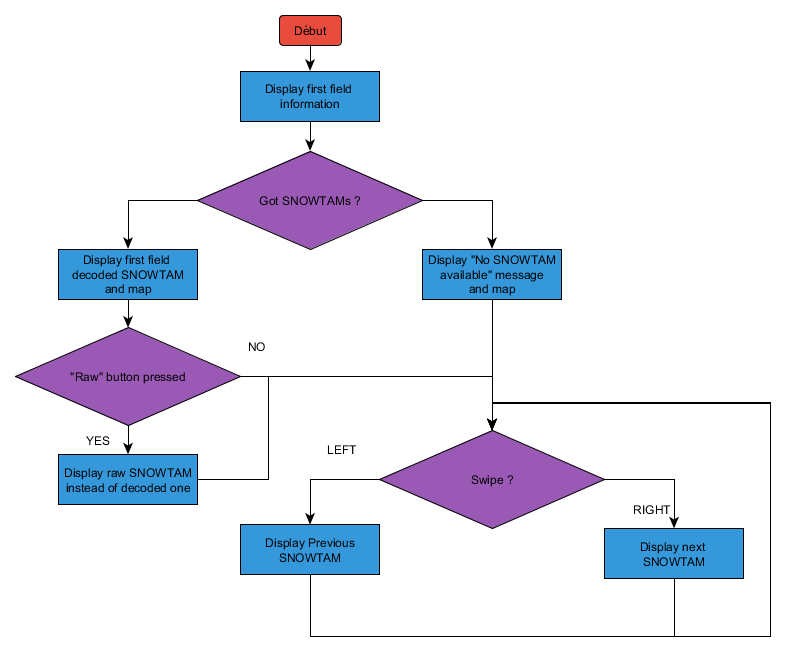 Début
Display first field
information
Got SNOWTAMs ?
Display first field
decoded SNOWTAM
and map
Display "No SNOWTAM
available" message
and map
NO
"Raw" button pressed
YES
LEFT
Display raw SNOWTAM
instead of decoded one
Swipe ?
RIGHT
Display Previous
SNOWTAM
Display next
SNOWTAM